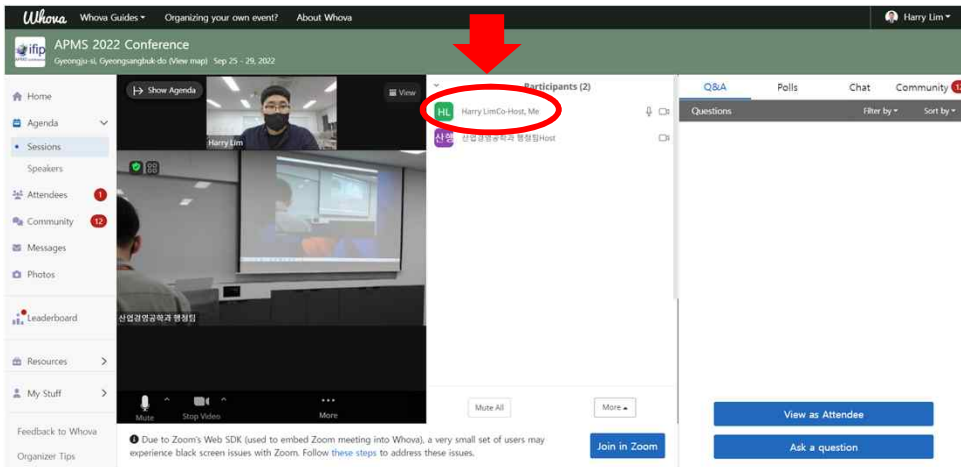 Whova Whova Guides Organizing your own event? About Whova Harry Lim
ifip
APMS 2022 Conference
Gyeongju-si, Gyeongsangbuk-do (View map) Sep 25 - 29, 2022
Home
Agenda
Sessions
Speakers
Attendees 1
Community 12
Messages
Photos
Leaderboard
Resources
My Stuff
Feedback to Whova
Organizer Tips
Show Agenda
View
Harry Lim
산업경영공학과 행정팀
Mute
Stop Video
More
Participants (2)
HL Harry LimCo-Host, Me
산행 산업경영공학과 행정팀Host
Mute All
More
Due to Zoom's Web SDK (used to embed Zoom meeting into Whova), a very small set of users may
experience black screen issues with Zoom. Follow these steps to address these issues.
Join in Zoom
Q&A Polls Chat Community
Questions Filter by Sort by
View as Attendee
Ask a question